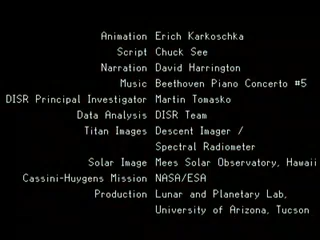 Animation Erich Karkoschka
Script Chuck See
Narration David Harrington
Music Beethoven Piano Concerto #5
DISR Principal Investigator Martin Tomasko
Data Analysis DISR Team
Titan Images Descent Imager /
Spectral Radiometer
Solar Image Mees Solar Observatory, Hawaii
Cassini-Huygens Mission NASA/ESA
Production Lunar and Planetary Lab,
University of Arizona, Tucson